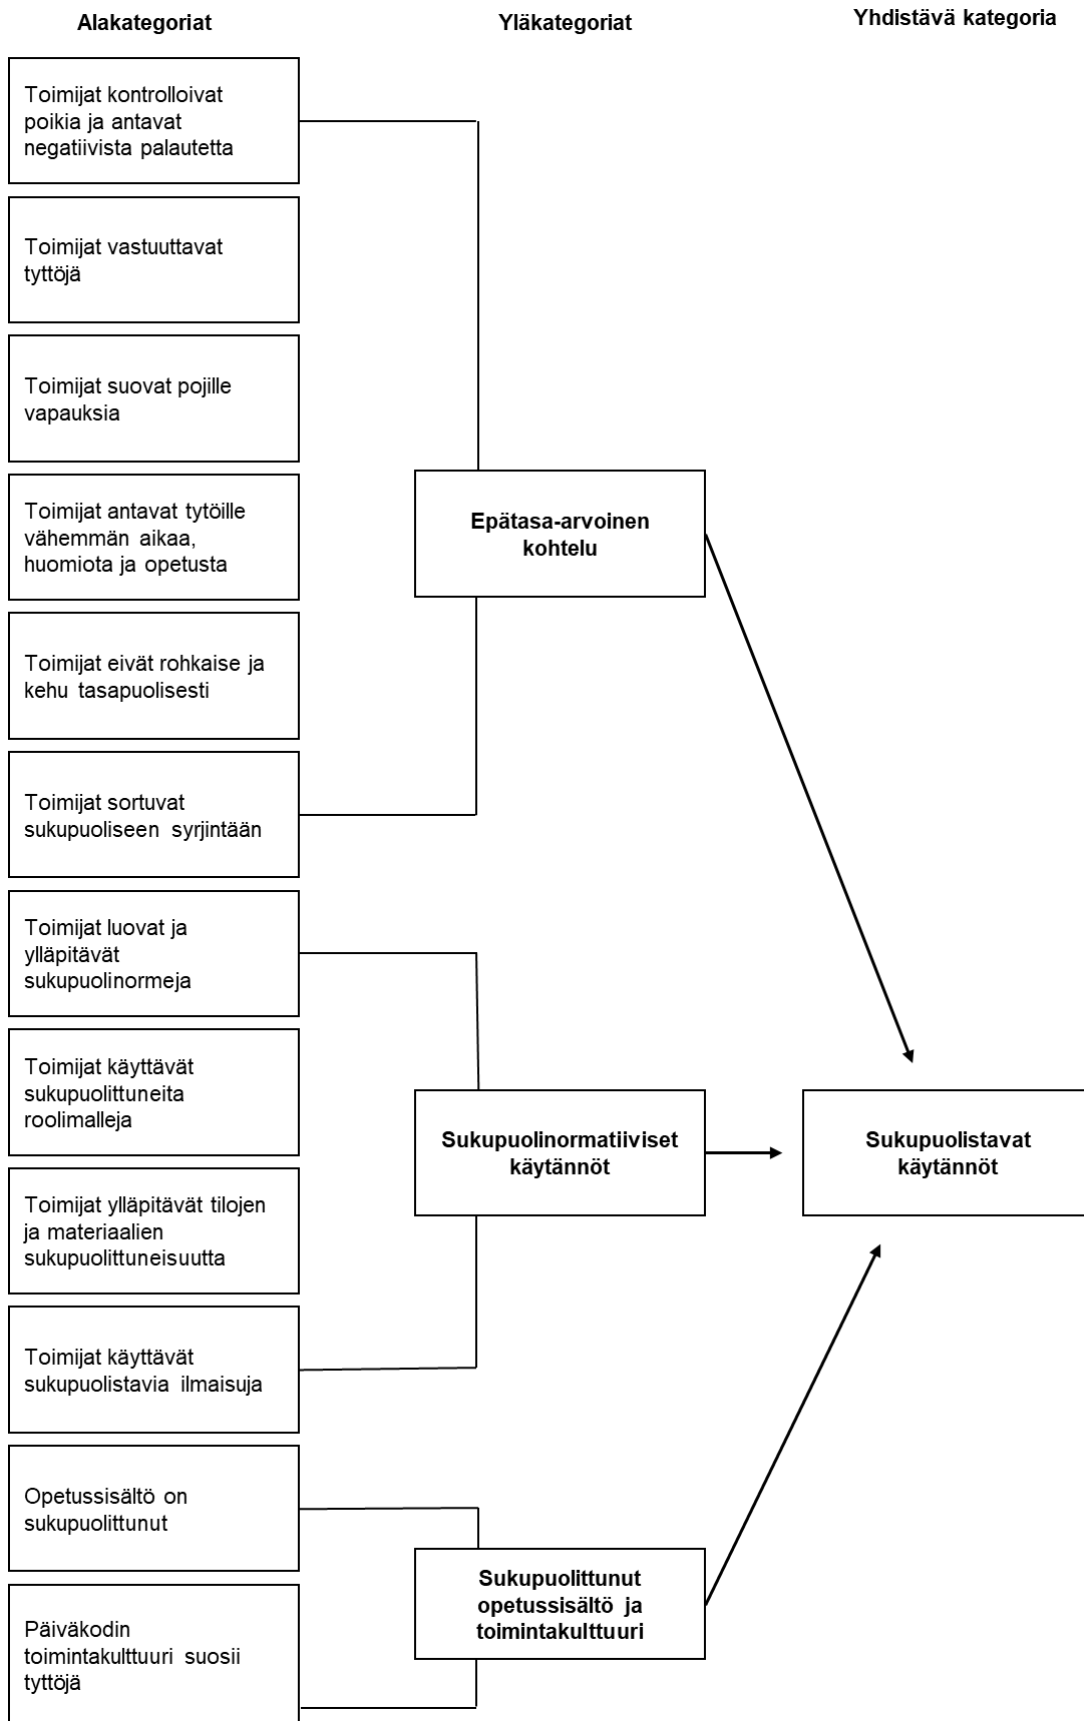 Alakategoriat
Yläkategoriat
Yhdistävä kategoria
Toimijat kontrolloivat
poikia ja antavat
negatiivista palautetta
Toimijat vastuuttavat
tyttöjä
Toimijat suovat pojille
vapauksia
Toimijat antavat tytöille
vähemmän aikaa,
huomiota ja opetusta
Toimijat eivät rohkaise ja
kehu tasapuolisesti
Toimijat sortuvat
sukupuoliseen syrjintään
Toimijat luovat ja
ylläpitävät
sukupuolinormeja
Toimijat käyttävät
sukupuolittuneita
roolimalleja
Toimijat ylläpitävät tilojen
ja materiaalien
sukupuolittuneisuutta
Toimijat käyttävät
sukupuolistavia ilmaisuja
Opetussisältö on
sukupuolittunut
Päiväkodin
toimintakulttuuri suosii
tyttöjä
Epätasa-arvoinen
kohtelu
Sukupuolinormatiiviset
käytännöt
Sukupuolittunut
opetussisältö ja
toimintakulttuuri
Sukupuolistavat
käytännöt